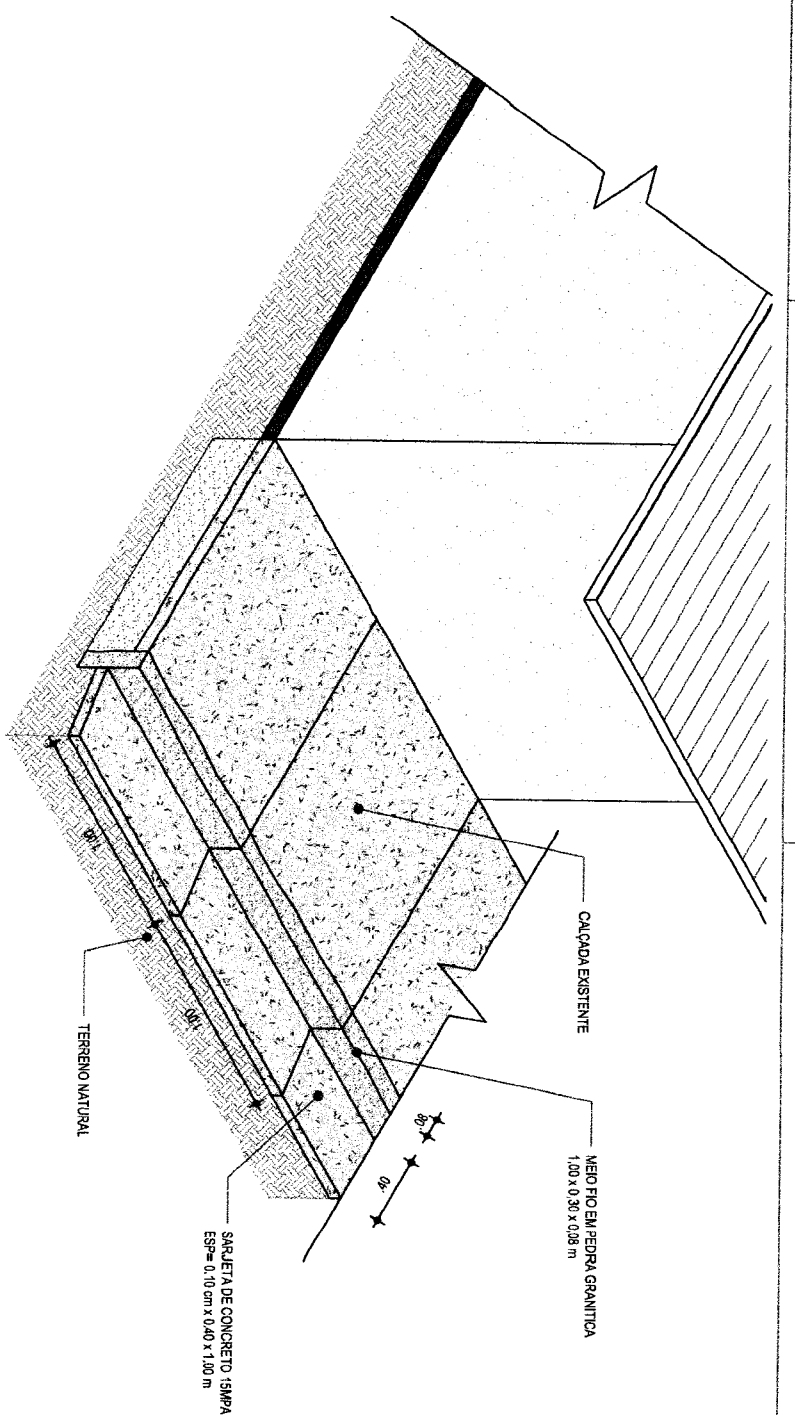 MEIO FIO EM PEDRA GRANITICA
1,00 x 0,30 x 0,08 m
CALÇADA EXISTENTE
.08
.40
SARJETA DE CONCRETO 15MPA
ESP= 0.10 cm x 0,40 x 1,00 m
1.00
1.00
TERRENO NATURAL